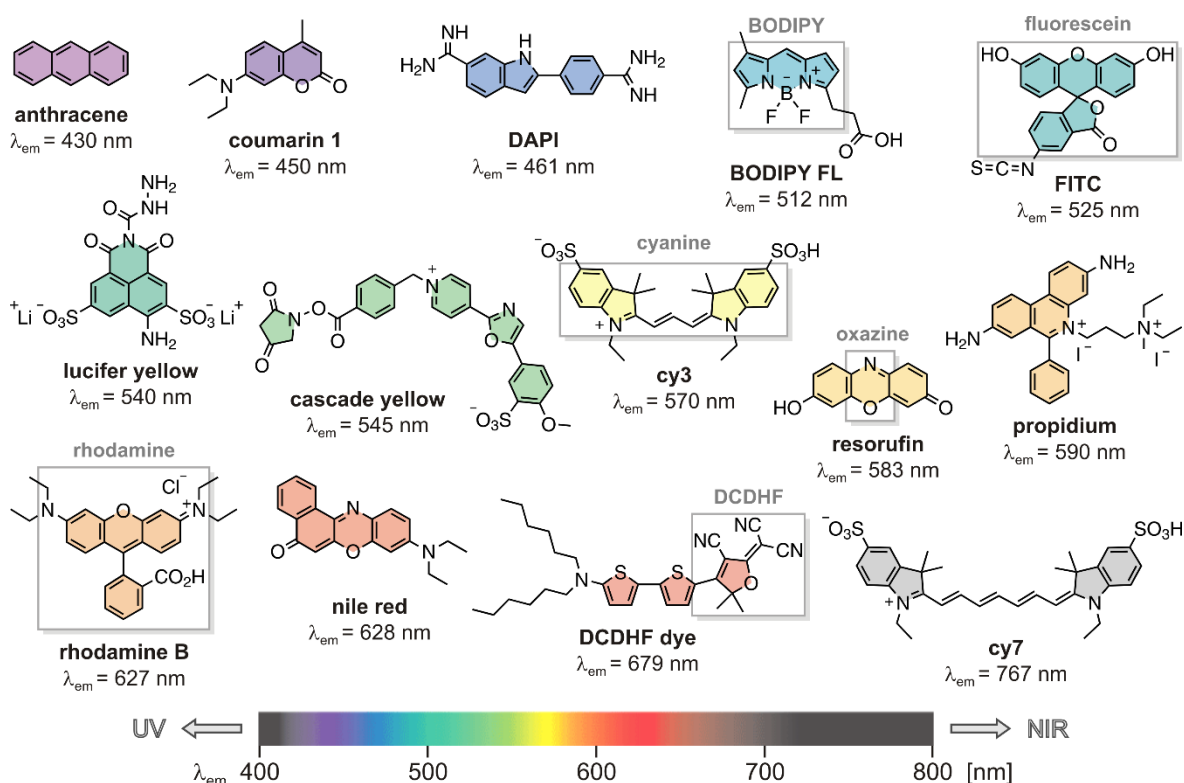 anthracene
λem = 430 nm
N
O
O
coumarin 1
λem = 450 nm
NH
H2N
H
N
NH2
NH
DAPI
λem = 461 nm
BODIPY
N
N
−
+
B
F
F
O
OH
BODIPY FL
λem = 512 nm
fluorescein
HO
O
OH
O
O
S=C=N
FITC
λem = 525 nm
NH2
O
NH
O
N
O
+
Li
−
O3S
SO3
−
Li
+
NH2
lucifer yellow
λem = 540 nm
O
N
O
O
O
N
+
N
O
−
O3S
O
cascade yellow
λem = 545 nm
cyanine
−
O3S
SO3H
N
+
N
cy3
λem = 570 nm
oxazine
N
HO
O
O
resorufin
λem = 583 nm
NH2
H2N
N
+
I−
N
+
I−
propidium
λem = 590 nm
rhodamine
Cl−
N
O
N
+
CO2H
rhodamine B
λem = 627 nm
N
O
O
N
nile red
λem = 628 nm
DCDHF
NC
NC
CN
N
S
S
O
DCDHF dye
λem = 679 nm
−
O3S
SO3H
N
+
N
cy7
λem = 767 nm
UV
NIR
λem 400 500 600 700 800 [nm]